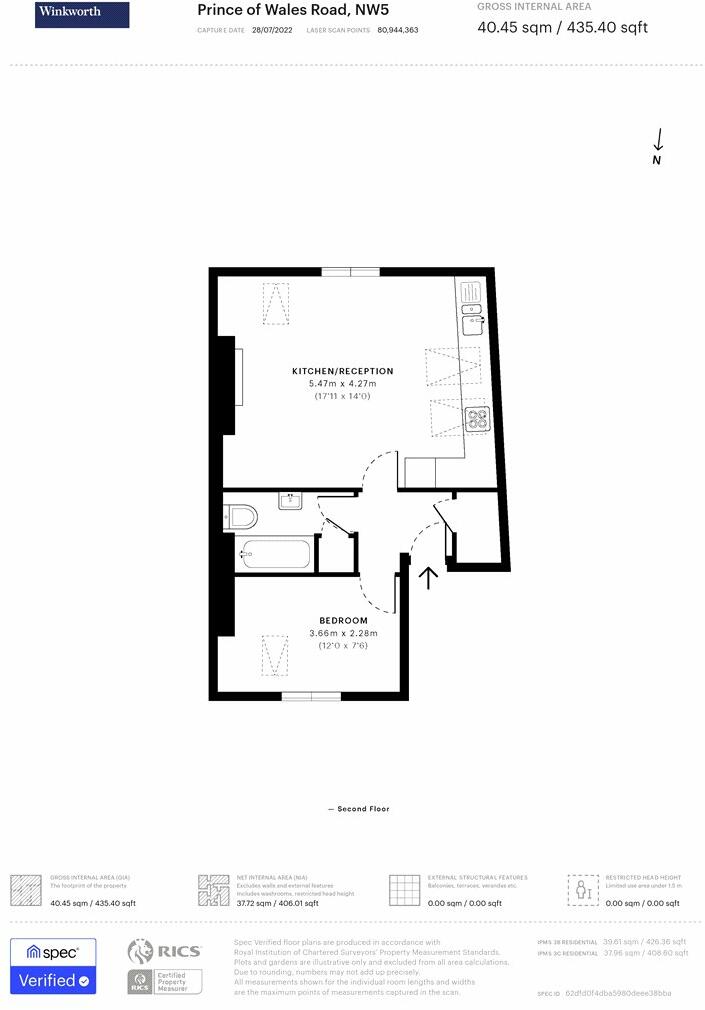 Winkworth
Prince of Wales Road, NW5
CAPTURE DATE 28/07/2022 LASER SCAN POINTS 80,944,363
GROSS INTERNAL AREA
40.45 sqm / 435.40 sqft
N
KITCHEN/RECEPTION
5.47m x 4.27m
(17'11 x 14'0)
BEDROOM
3.66m x 2.28m
(12'0 x 7'6)
— Second Floor
GROSS INTERNAL AREA (GIA)
The footprint of the property
40.45 sqm / 435.40 sqft
NET INTERNAL AREA (NIA)
Excludes walls and external features
Includes washrooms, restricted head height
37.72 sqm / 406.01 sqft
EXTERNAL STRUCTURAL FEATURES
Balconies, terraces, verandas etc.
0.00 sqm / 0.00 sqft
RESTRICTED HEAD HEIGHT
Limited use area under 1.5 m
0.00 sqm / 0.00 sqft
spec
Verified
RICS
RICS
Certified
Property
Measurer
Spec Verified floor plans are produced in accordance with
Royal Institution of Chartered Surveyors' Property Measurement Standards.
Plots and gardens are illustrative only and excluded from all area calculations.
Due to rounding, numbers may not add up precisely.
All measurements shown for the individual room lengths and widths
are the maximum points of measurements captured in the scan.
IPMS 3B RESIDENTIAL 39.61 sqm / 426.36 sqft
IPMS 3C RESIDENTIAL 37.96 sqm / 408.60 sqft
SPEC ID 62dfd0f4dba5980deee38bba